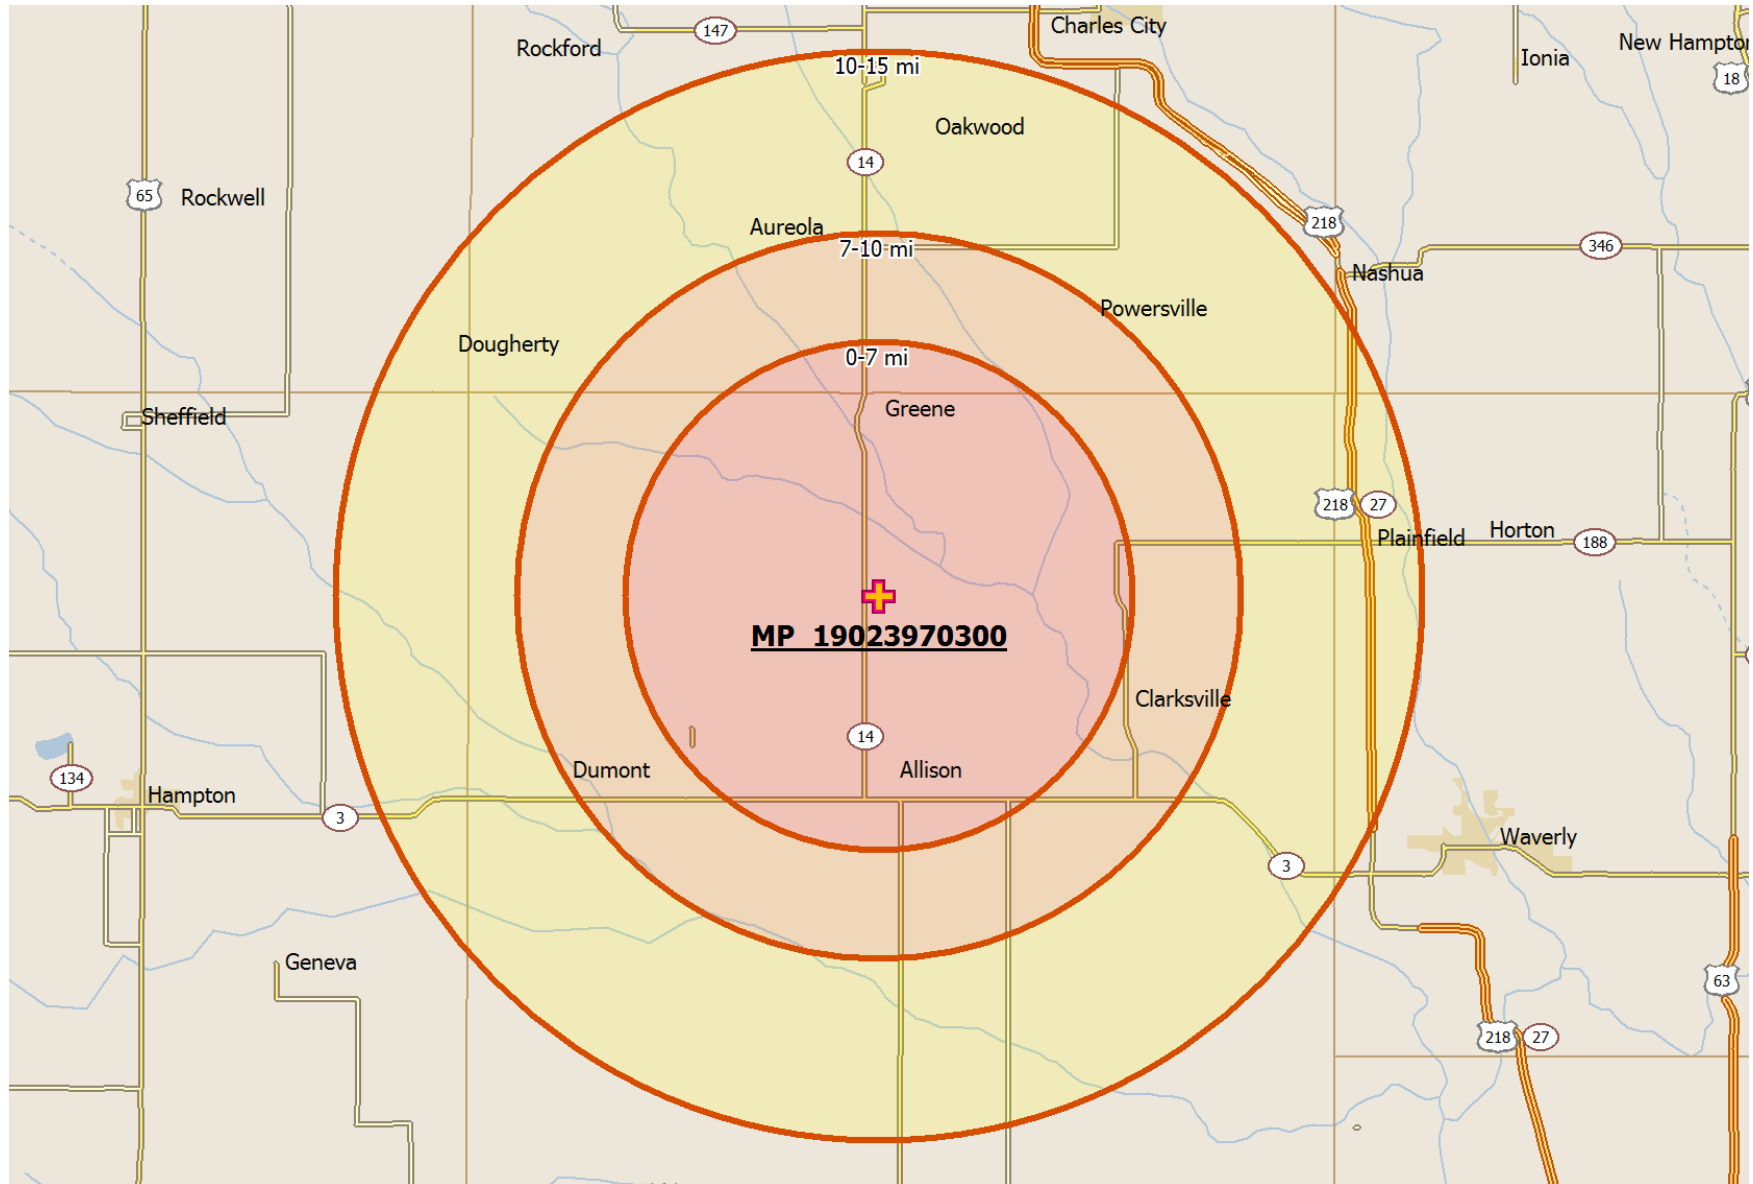 Charles City
147
Rockford
New Hampton
Ionia
10-15 mi
18
Oakwood
14
65
Rockwell
218
Aureola
7-10 mi
346
Nashua
Powersville
Dougherty
0-7 mi
Greene
Sheffield
218
27
Horton
Plainfield
188
MP_19023970300
Clarksville
14
Dumont
Allison
134
Hampton
3
Waverly
3
Geneva
63
218
27